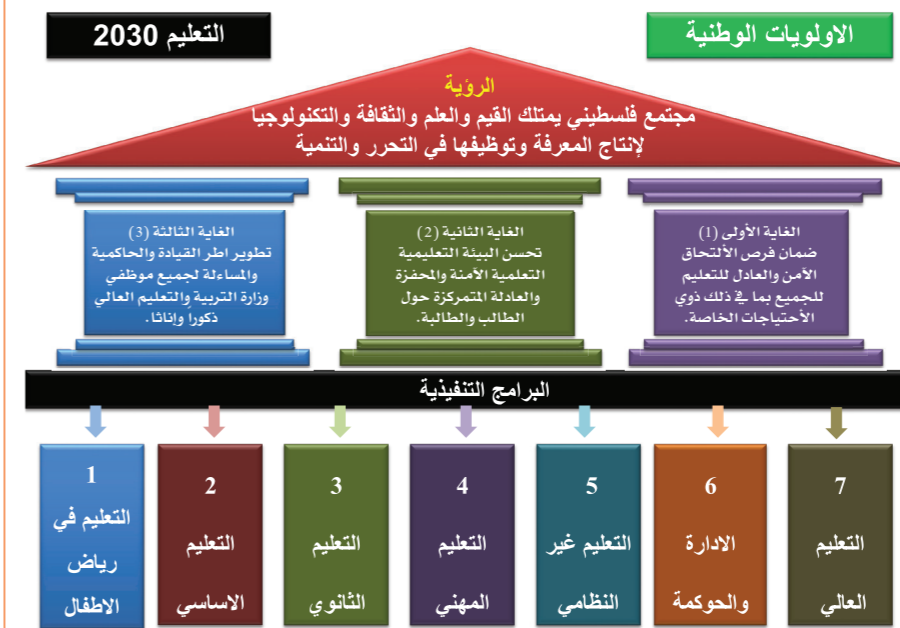 الاولويات الوطنية
التعليم 2030
الرؤية
مجتمع فلسطيني يمتلك القيم والعلم والثقافة والتكنولوجيا
لإنتاج المعرفة وتوظيفها في التحرر والتنمية
الغاية الأولى (1)
ضمان فرص الألتحاق
الآمن والعادل للتعليم
للجميع بما في ذلك ذوي
الأحتياجات الخاصة.
الغاية الثانية (2)
تحسن البيئة التعليمية
التعلمية الآمنة والمحفزة
والعادلة المتمركزة حول
الطالب والطالبة.
الغاية الثالثة (3)
تطوير اطر القيادة والحاكمية
والمساءلة لجميع موظفي
وزارة التربية والتعليم العالي
ذكوراً وإناثا.
البرامج التنفيذية
1
التعليم في
رياض
الاطفال
2
التعليم
الاساسي
3
التعليم
الثانوي
4
التعليم
المهني
5
التعليم غير
النظامي
6
الادارة
والحوكمة
7
التعليم
العالي